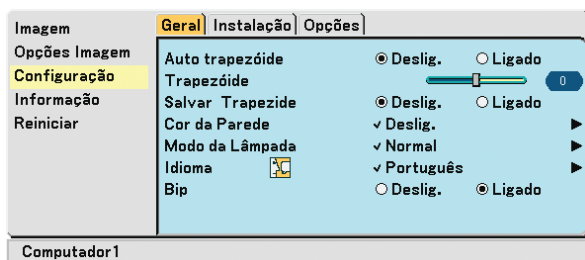 Imagem
Opções Imagem
Configuração
Informação
Reiniciar
Geral Instalação Opções
Auto trapezóide Deslig. Ligado
Trapezóide 0
Salvar Trapezide Deslig. Ligado
Cor da Parede Deslig.
Modo da Lâmpada Normal
Idioma Português
Bip Deslig. Ligado
Computador1